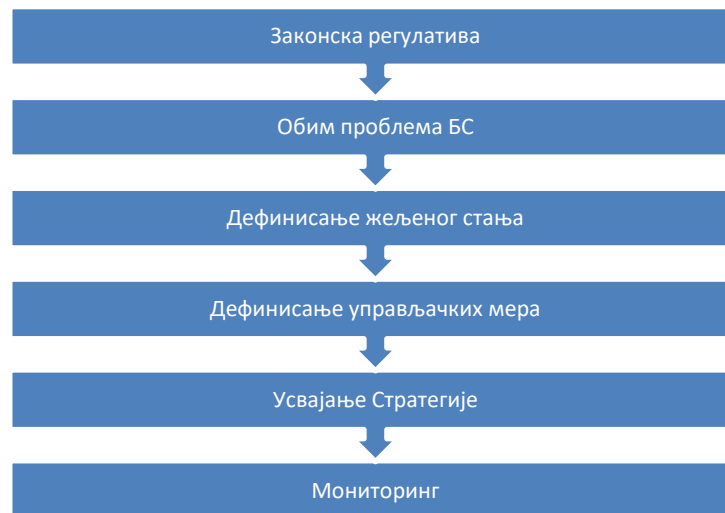 Законска регулатива
Обим проблема БС
Дефинисање жељеног стања
Дефинисање управљачких мера
Усвајање Стратегије
Мониторинг